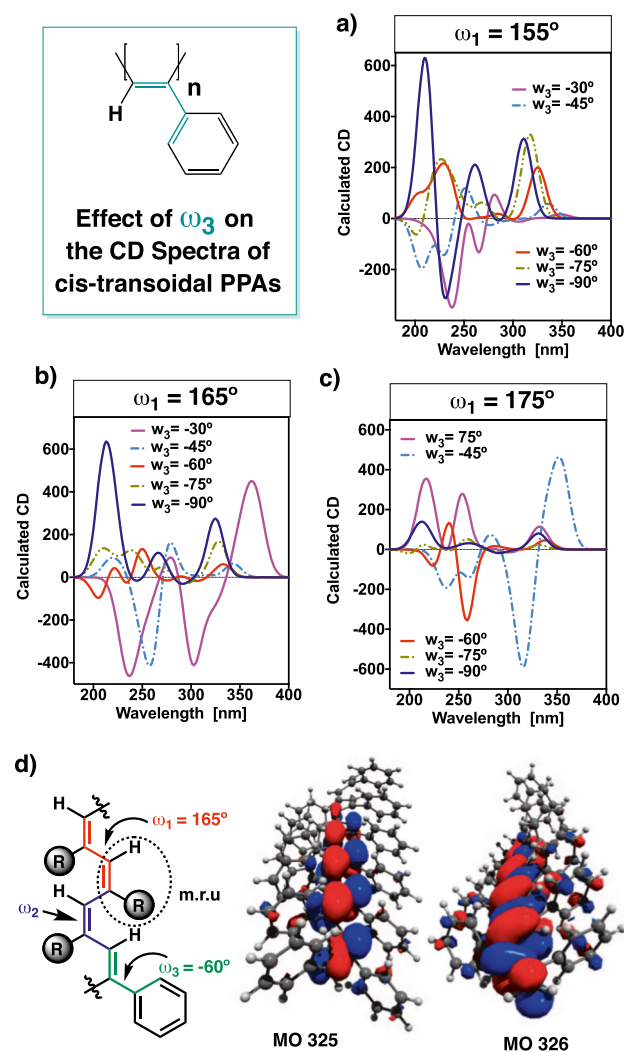 H
n
Effect of ω3 on
the CD Spectra of
cis-transoidal PPAs
a)
ω1 = 155º
Calculated CD
600
400
200
0
-200
w3= -30º
w3= -45º
w3= -60º
w3= -75º
w3= -90º
200 250 300 350 400
Wavelength [nm]
b)
ω1 = 165º
Calculated CD
600
400
200
0
-200
-400
w3= -30º
w3= -45º
w3= -60º
w3= -75º
w3= -90º
200 250 300 350 400
Wavelength [nm]
c)
ω1 = 175º
Calculated CD
600
400
200
0
-200
-400
-600
w3= 75º
w3= -45º
w3= -60º
w3= -75º
w3= -90º
200 250 300 350 400
Wavelength [nm]
d)
H
ω1 = 165º
R
H
H
R
m.r.u
ω2
R
H
ω3 = -60º
MO 325
MO 326